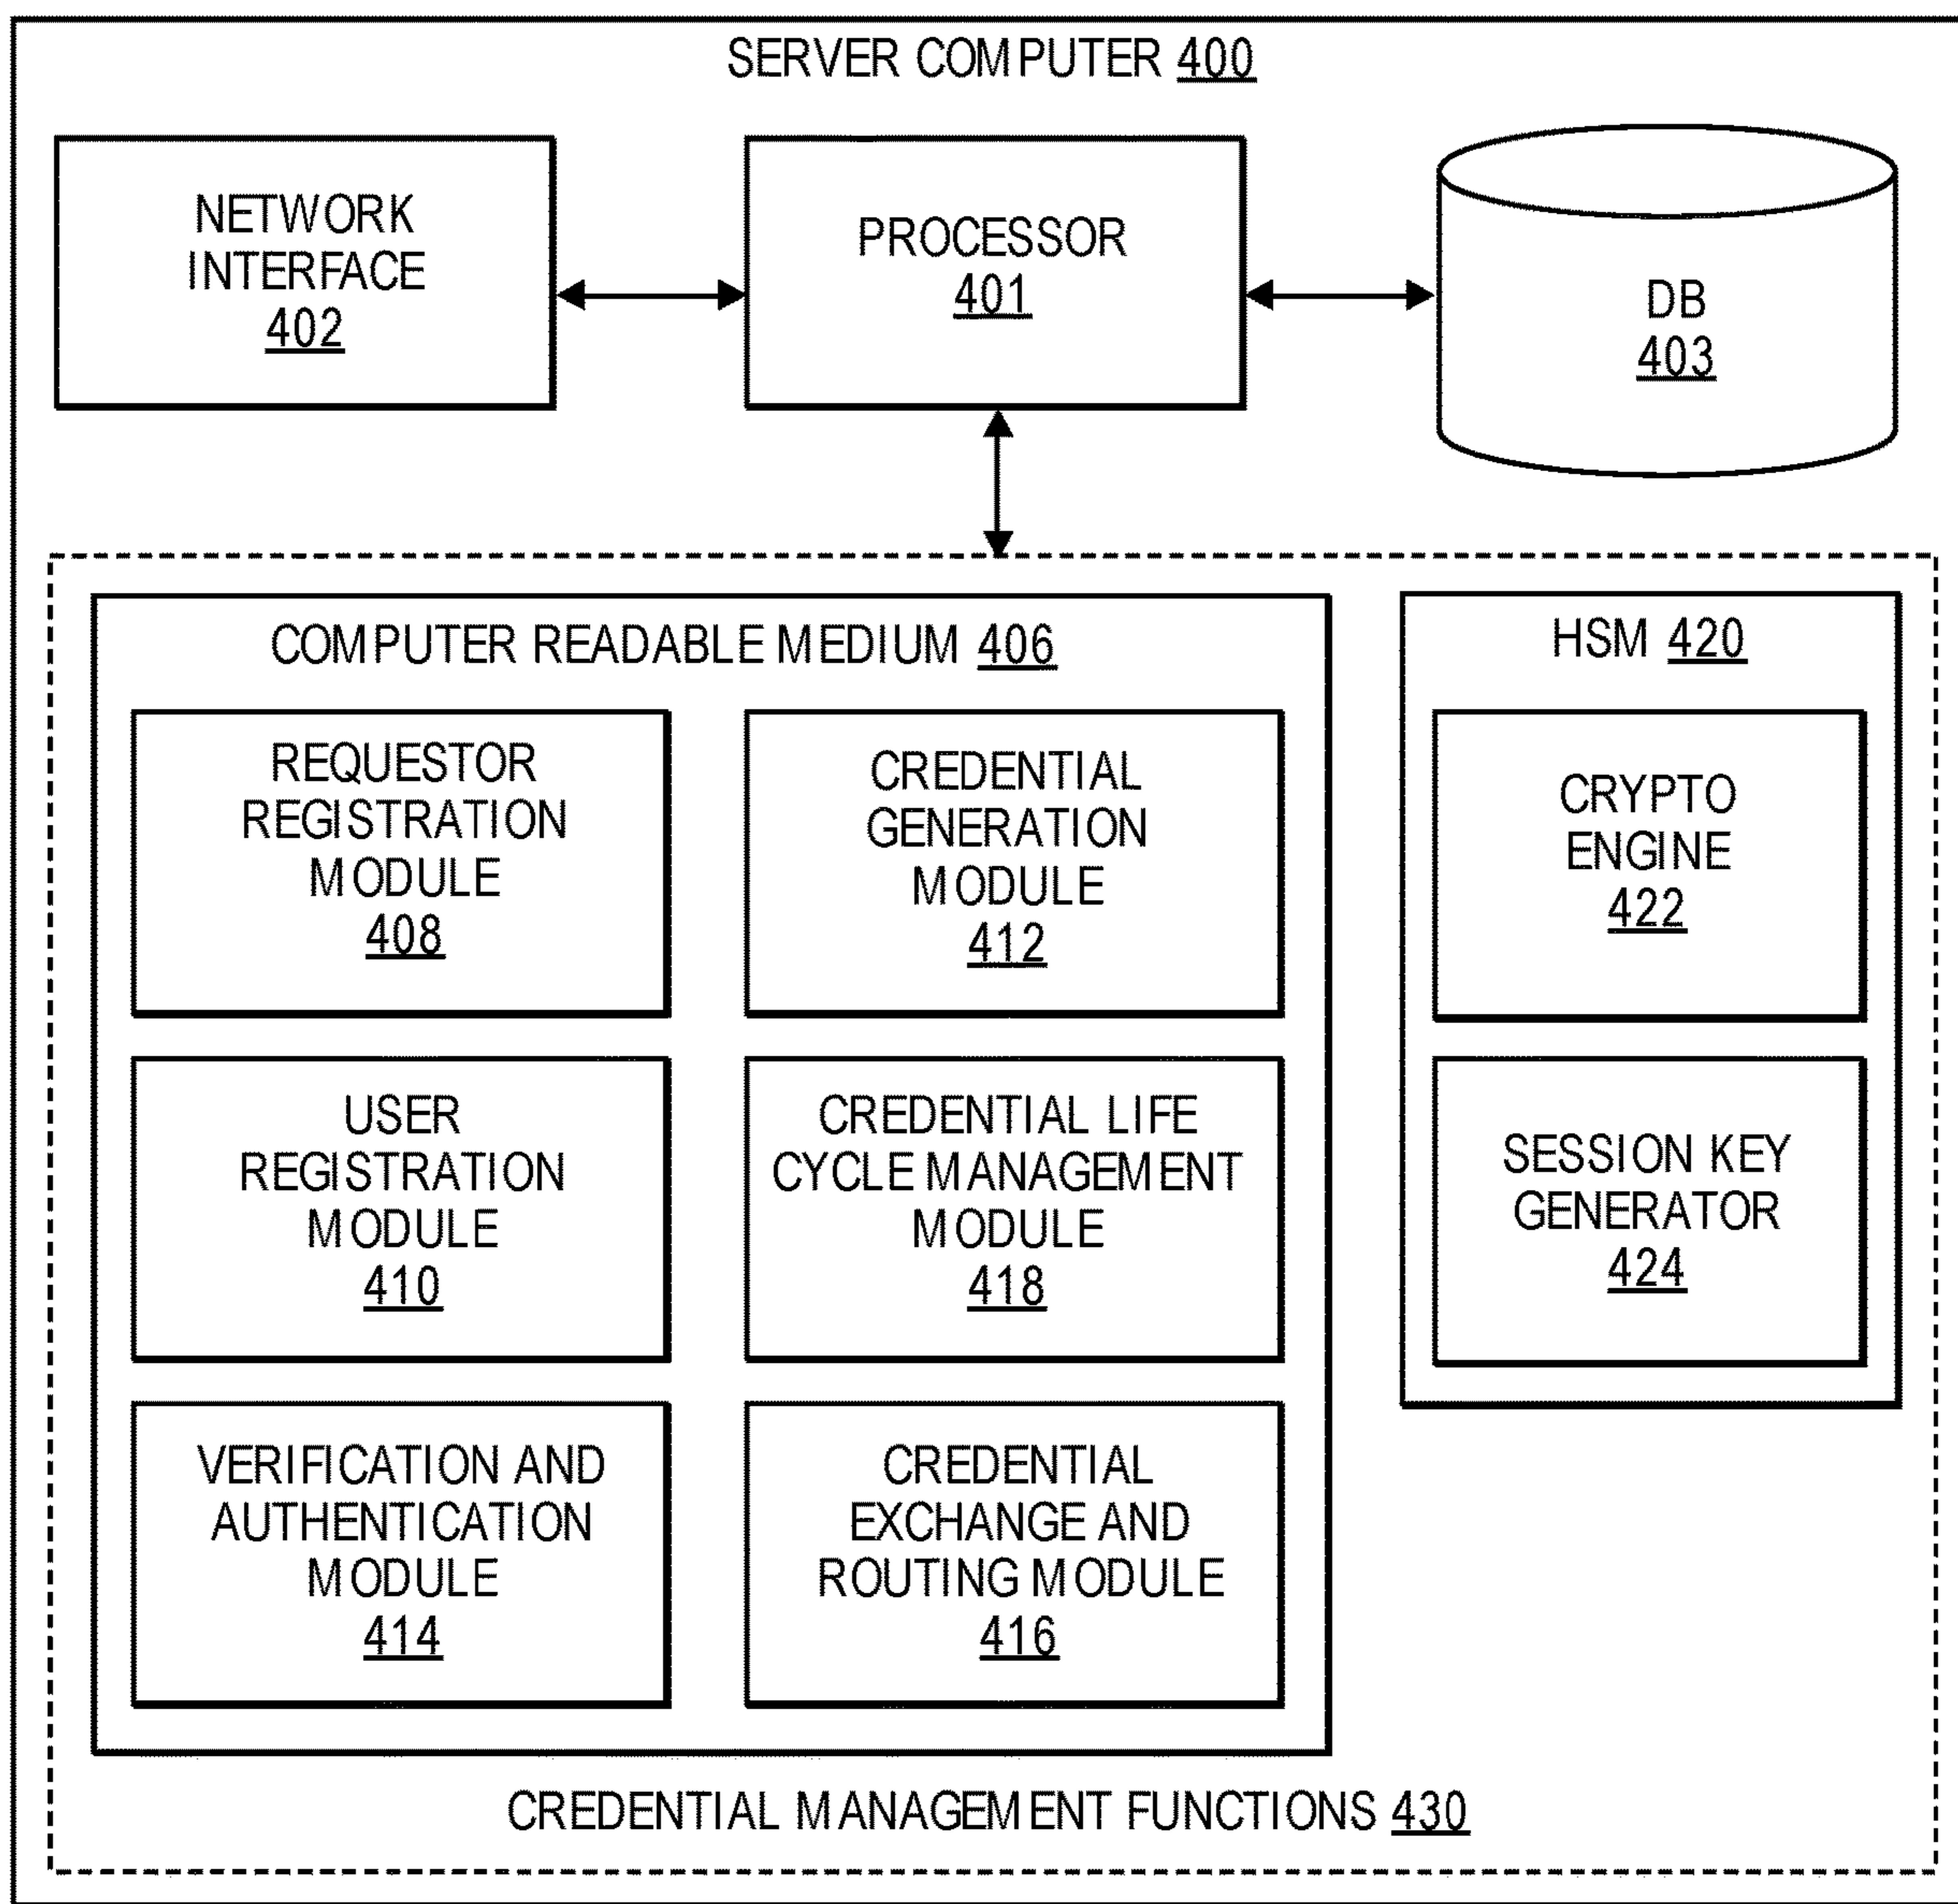 SERVER COMPUTER 400
NETWORK
INTERFACE
402
PROCESSOR
401
DB
403
COMPUTER READABLE MEDIUM 406
REQUESTOR
REGISTRATION
MODULE
408
CREDENTIAL
GENERATION
MODULE
412
USER
REGISTRATION
MODULE
410
CREDENTIAL LIFE
CYCLE MANAGEMENT
MODULE
418
VERIFICATION AND
AUTHENTICATION
MODULE
414
CREDENTIAL
EXCHANGE AND
ROUTING MODULE
416
HSM 420
CRYPTO
ENGINE
422
SESSION KEY
GENERATOR
424
CREDENTIAL MANAGEMENT FUNCTIONS 430